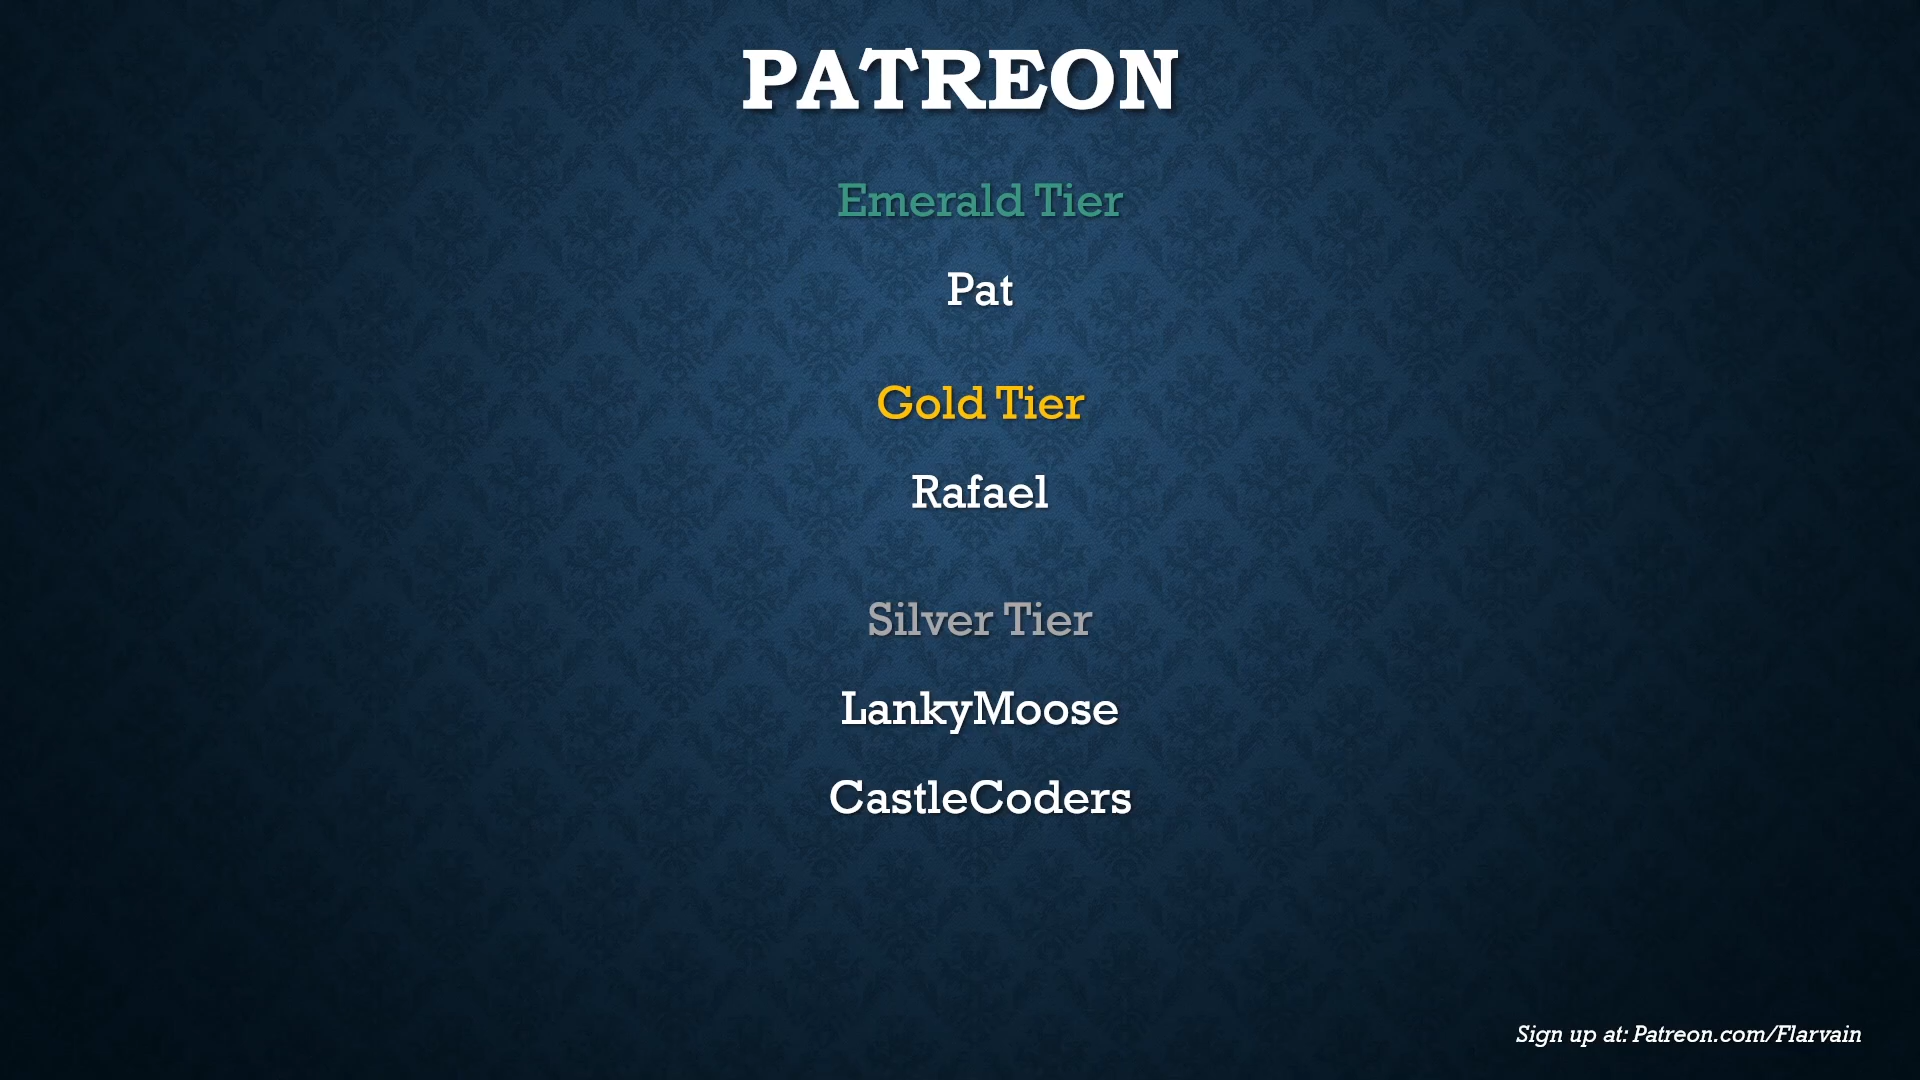 PATREON
Emerald Tier
Pat
Gold Tier
Rafael
Silver Tier
LankyMoose
CastleCoders
Sign up at: Patreon.com/Flarvain